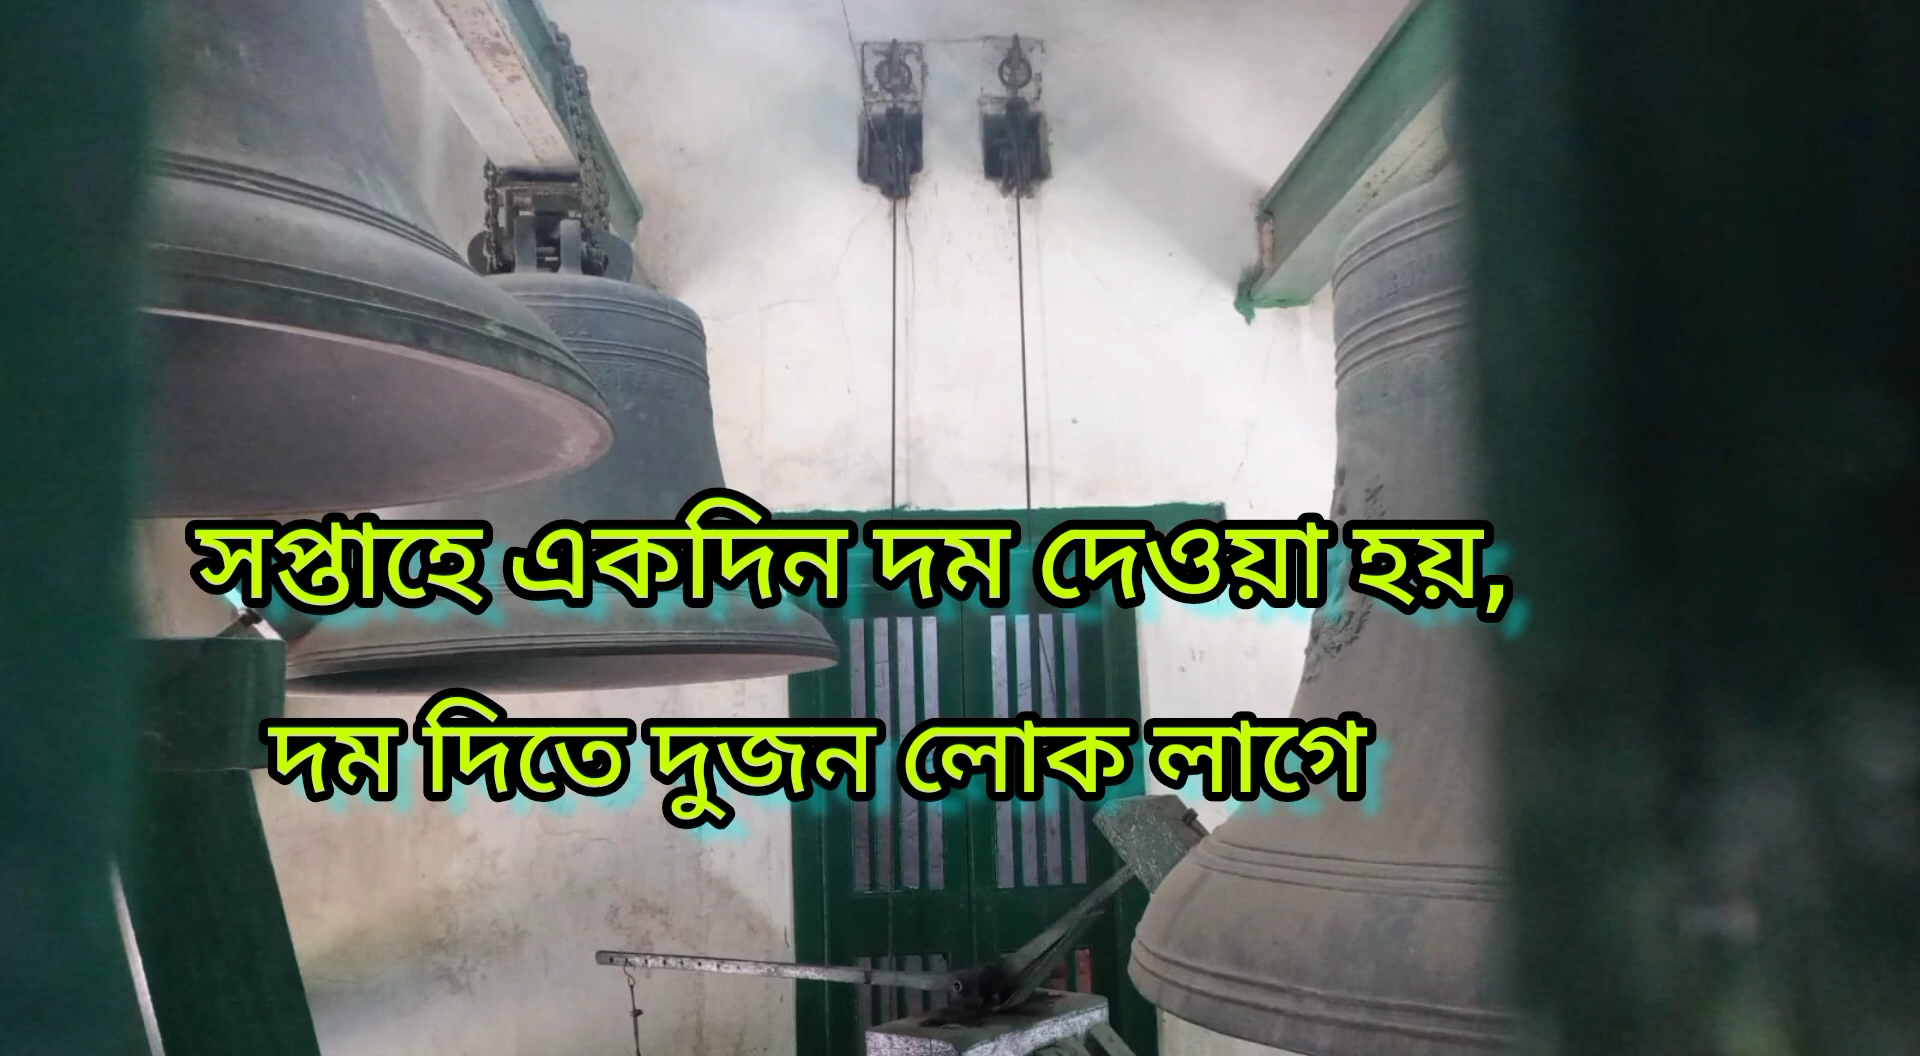 সপ্তাহে একদিন দম দেওয়া হয়,
দম দিতে দুজন লোক লাগে